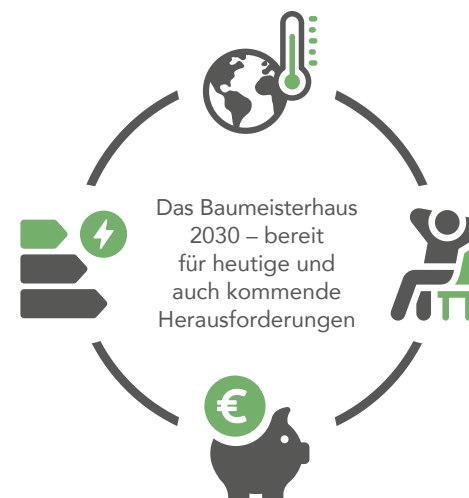 Das Baumeisterhaus
2030 – bereit
für heutige und
auch kommende
Herausforderungen
€